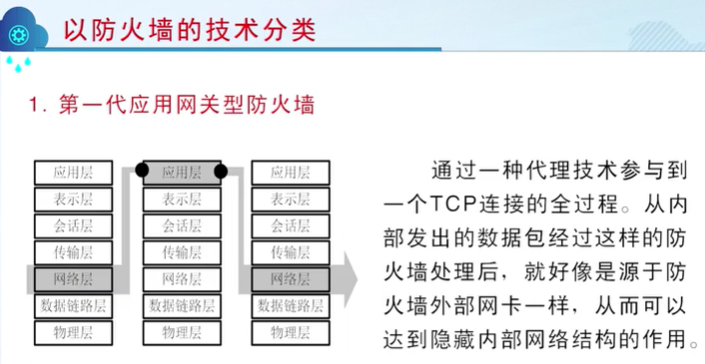 以防火墙的技术分类
1. 第一代应用网关型防火墙
应用层 应用层 应用层
表示层 表示层 表示层
会话层 会话层 会话层
传输层 传输层 传输层
网络层 网络层 网络层
数据链路层 数据链路层 数据链路层
物理层 物理层 物理层
通过一种代理技术参与到
一个TCP连接的全过程。从内
部发出的数据包经过这样的防
火墙处理后，就好像是源于防
火墙外部网卡一样，从而可以
达到隐藏内部网络结构的作用。